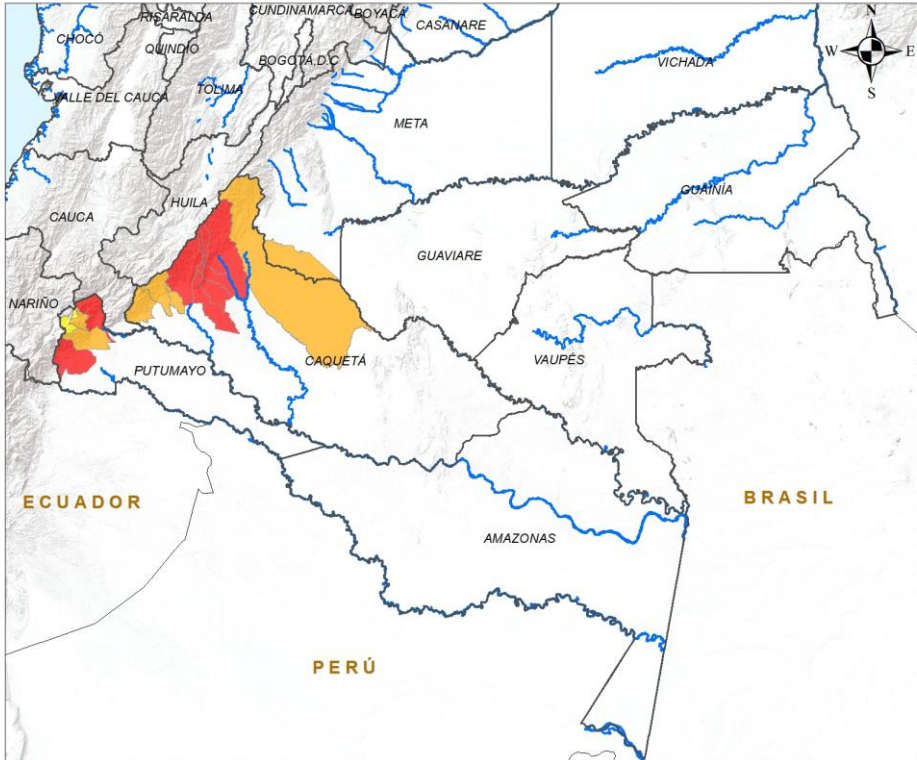 CUNDINAMARCA
BOYACÁ
RISARALDA
CASANARE
N
CHOCÓ
QUINDÍO
W
E
BOGOTÁ D.C
VICHADA
TOLIMA
S
VALLE DEL CAUCA
META
GUAINÍA
HUILA
CAUCA
GUAVIARE
NARIÑO
CAQUETÁ
VAUPÉS
PUTUMAYO
ECUADOR
BRASIL
AMAZONAS
PERÚ